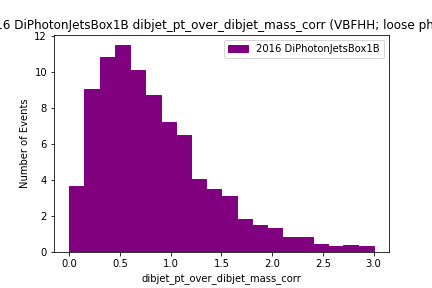 16 DiPhotonJetsBox1B dibjet_pt_over_dibjet_mass_corr (VBFHH; loose ph
2016 DiPhotonJetsBox1B
12
10
8
6
4
2
0
Number of Events
0.0 0.5 1.0 1.5 2.0 2.5 3.0
dibjet_pt_over_dibjet_mass_corr